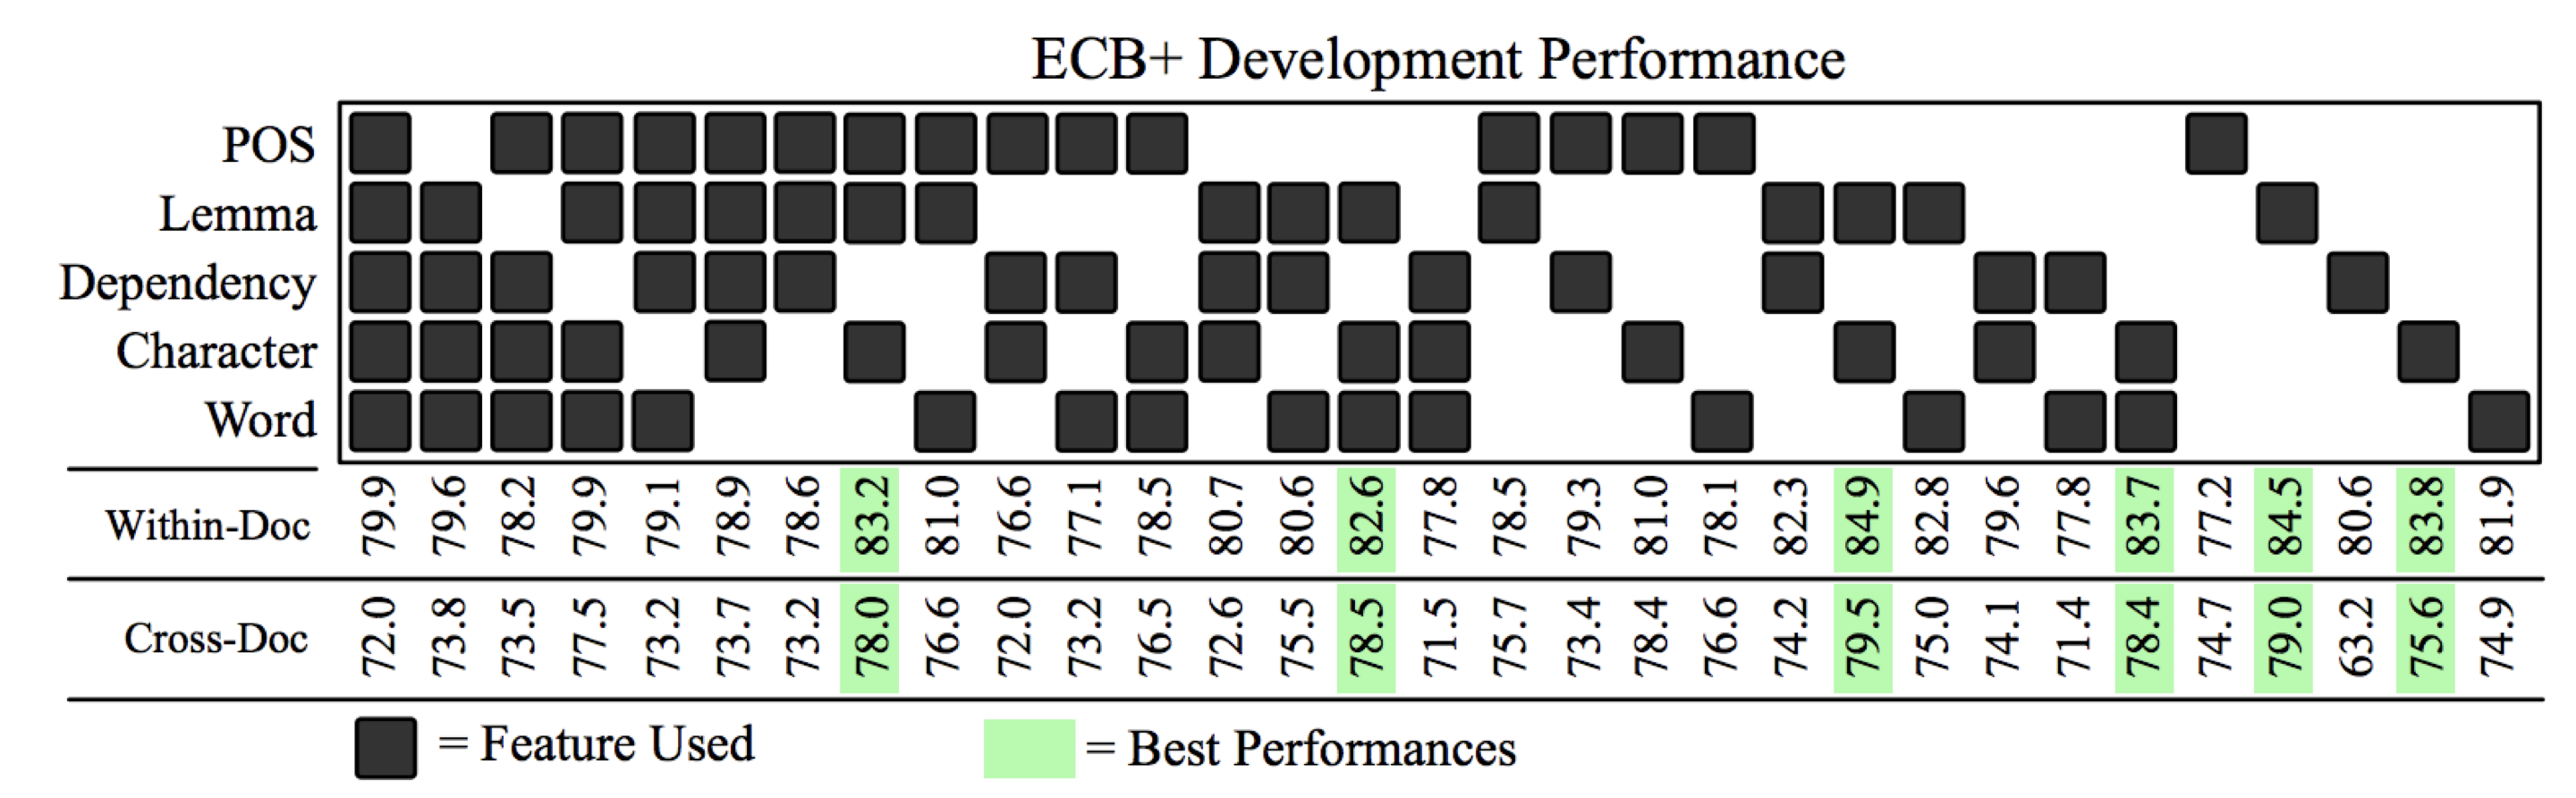 ECB+ Development Performance
POS
Lemma
Dependency
Character
Word
Within-Doc 79.9 79.6 78.2 79.9 79.1 78.9 78.6 83.2 81.0 76.6 77.1 78.5 80.7 80.6 82.6 77.8 78.5 79.3 81.0 78.1 82.3 84.9 82.8 79.6 77.8 83.7 77.2 84.5 80.6 83.8 81.9
Cross-Doc 72.0 73.8 73.5 77.5 73.2 73.7 73.2 78.0 76.6 72.0 73.2 76.5 72.6 75.5 78.5 71.5 75.7 73.4 78.4 76.6 74.2 79.5 75.0 74.1 71.4 78.4 74.7 79.0 63.2 75.6 74.9
= Feature Used = Best Performances